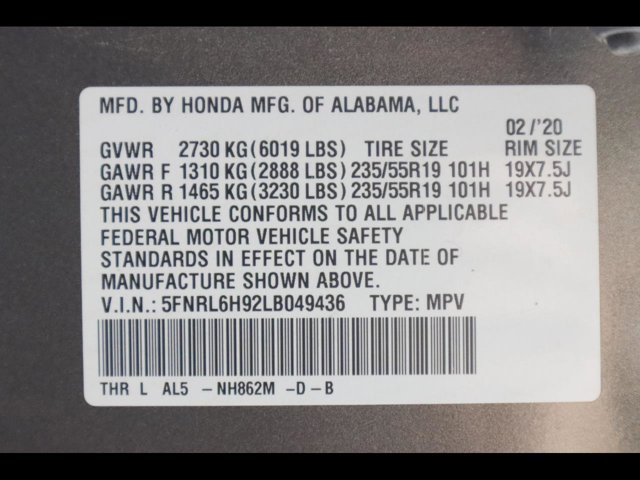 MFD. BY HONDA MFG. OF ALABAMA, LLC
02/'20
GVWR 2730 KG(6019 LBS) TIRE SIZE RIM SIZE
GAWR F 1310 KG(2888 LBS) 235/55R19 101H 19X7.5J
GAWR R 1465 KG(3230 LBS) 235/55R19 101H 19X7.5J
THIS VEHICLE CONFORMS TO ALL APPLICABLE
FEDERAL MOTOR VEHICLE SAFETY
STANDARDS IN EFFECT ON THE DATE OF
MANUFACTURE SHOWN ABOVE.
V.I.N.: 5FNRL6H92LB049436 TYPE: MPV
THR L AL5 -NH862M -D-B